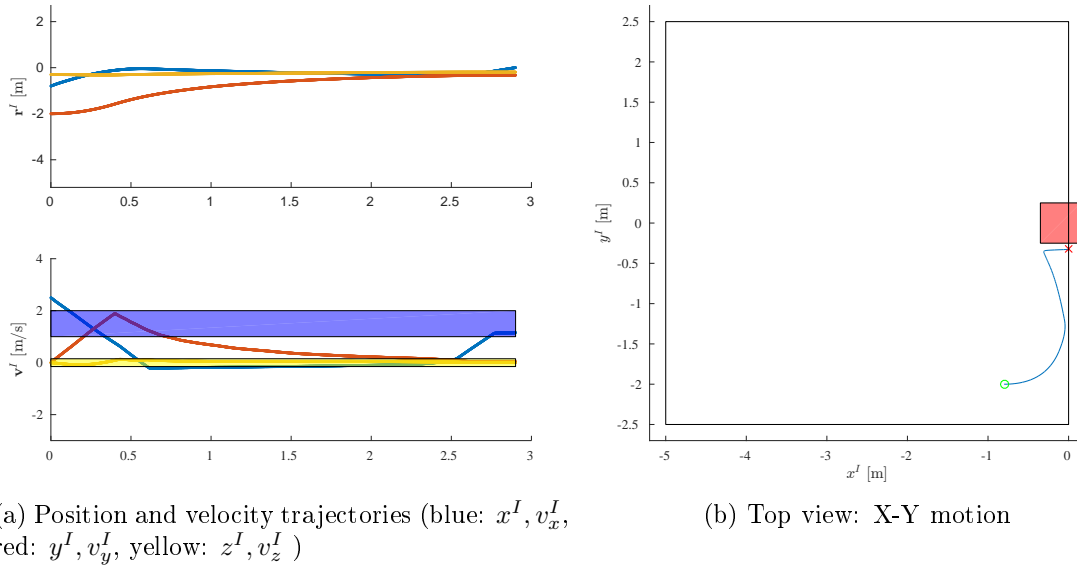 2
0
-2
-4
r^I [m]
0 0.5 1 1.5 2 2.5 3
4
2
0
-2
v^I [m/s]
0 0.5 1 1.5 2 2.5 3
2.5
2
1.5
1
0.5
0
-0.5
-1
-1.5
-2
-2.5
y^I [m]
-5 -4 -3 -2 -1 0
x^I [m]
a) Position and velocity trajectories (blue: x^I, v_x^I,
red: y^I, v_y^I, yellow: z^I, v_z^I )
(b) Top view: X-Y motion